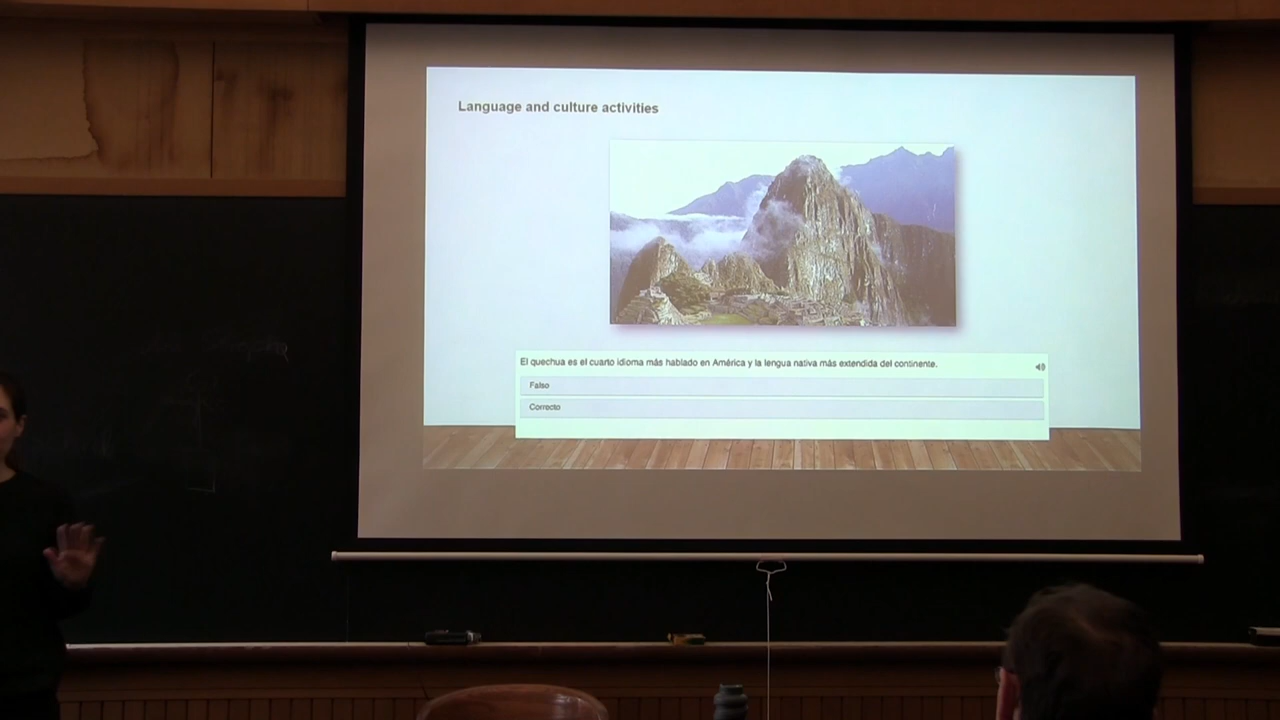 Language and culture activities
El quechua es el cuarto idioma más hablado en América y la lengua nativa más extendida del continente.
Falso
Correcto